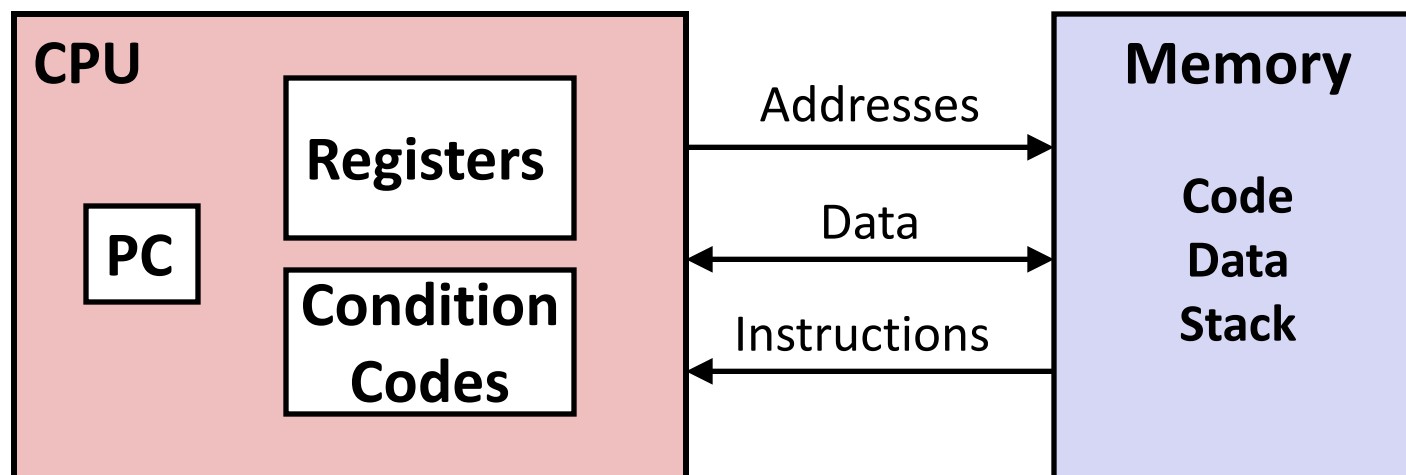 CPU
Registers
PC
Condition
Codes
Addresses
Data
Instructions
Memory
Code
Data
Stack